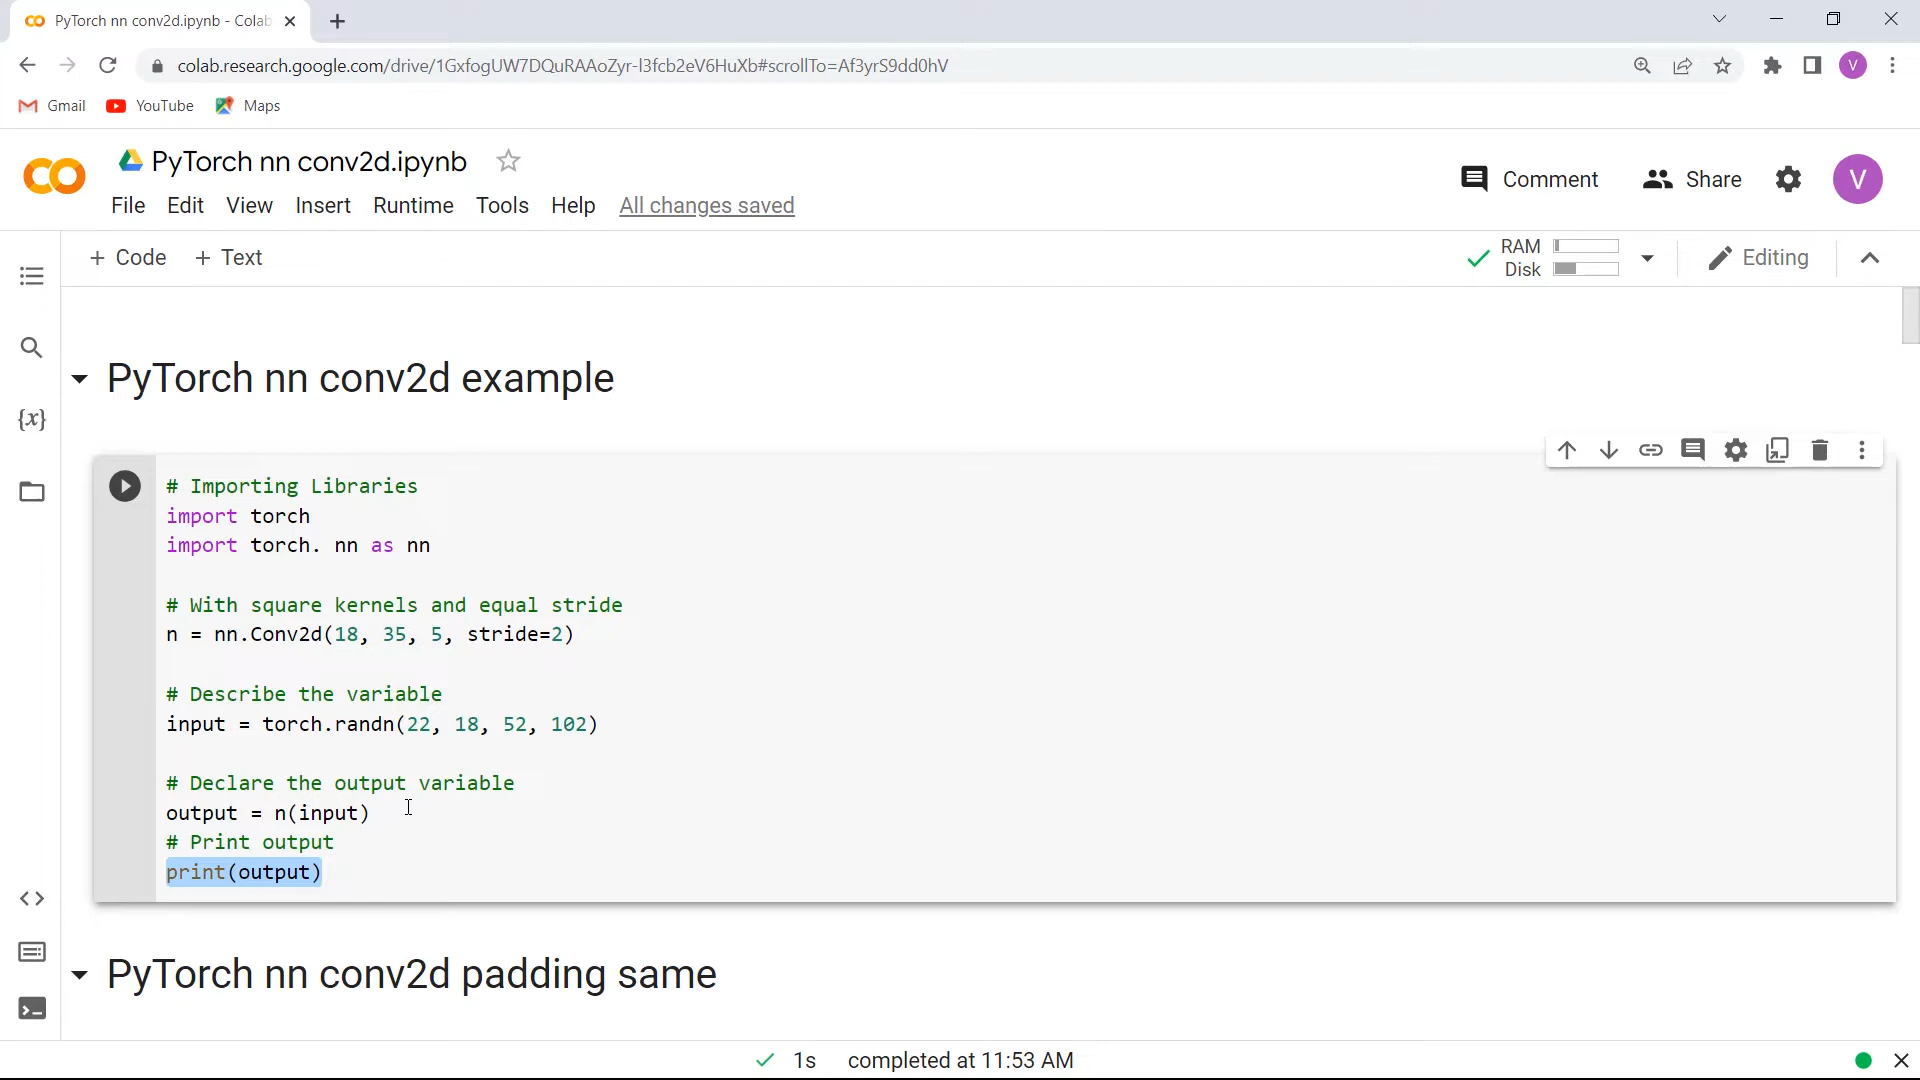 PyTorch nn conv2d.ipynb - Colab
colab.research.google.com/drive/1GxfogUW7DQuRAAoZyr-l3fcb2eV6HuXb#scrollTo=Af3yrS9dd0hV
V
Gmail YouTube Maps
PyTorch nn conv2d.ipynb
File Edit View Insert Runtime Tools Help All changes saved
Comment Share V
+ Code + Text
RAM
Disk
Editing
PyTorch nn conv2d example
{x}
# Importing Libraries
import torch
import torch. nn as nn
# With square kernels and equal stride
n = nn.Conv2d(18, 35, 5, stride=2)
# Describe the variable
input = torch.randn(22, 18, 52, 102)
# Declare the output variable
output = n(input)
# Print output
print(output)
PyTorch nn conv2d padding same
1s completed at 11:53 AM